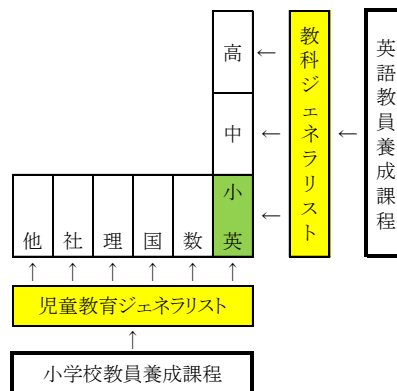 高
中
小英
他
社
理
国
数
教科ジェネラリスト
英語教員養成課程
← ← ← ←
↑ ↑ ↑ ↑ ↑ ↑
児童教育ジェネラリスト
↑
小学校教員養成課程